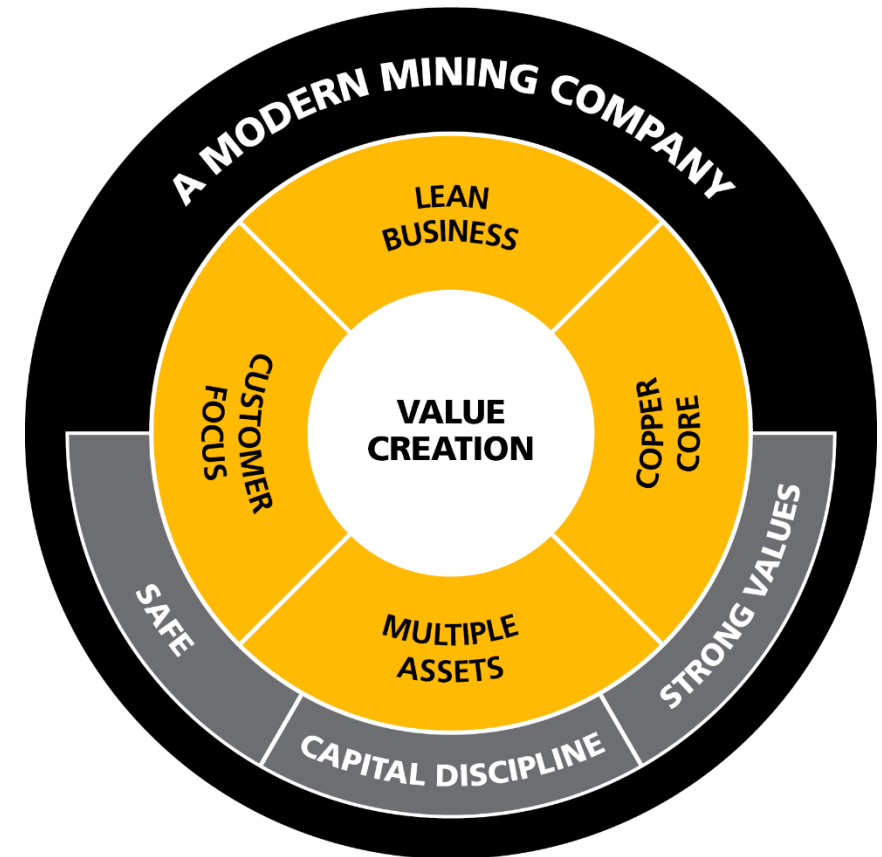 A MODERN MINING COMPANY
LEAN
BUSINESS
CUSTOMER
FOCUS
VALUE
CREATION
COPPER
CORE
MULTIPLE
ASSETS
SAFE
CAPITAL DISCIPLINE
STRONG VALUES